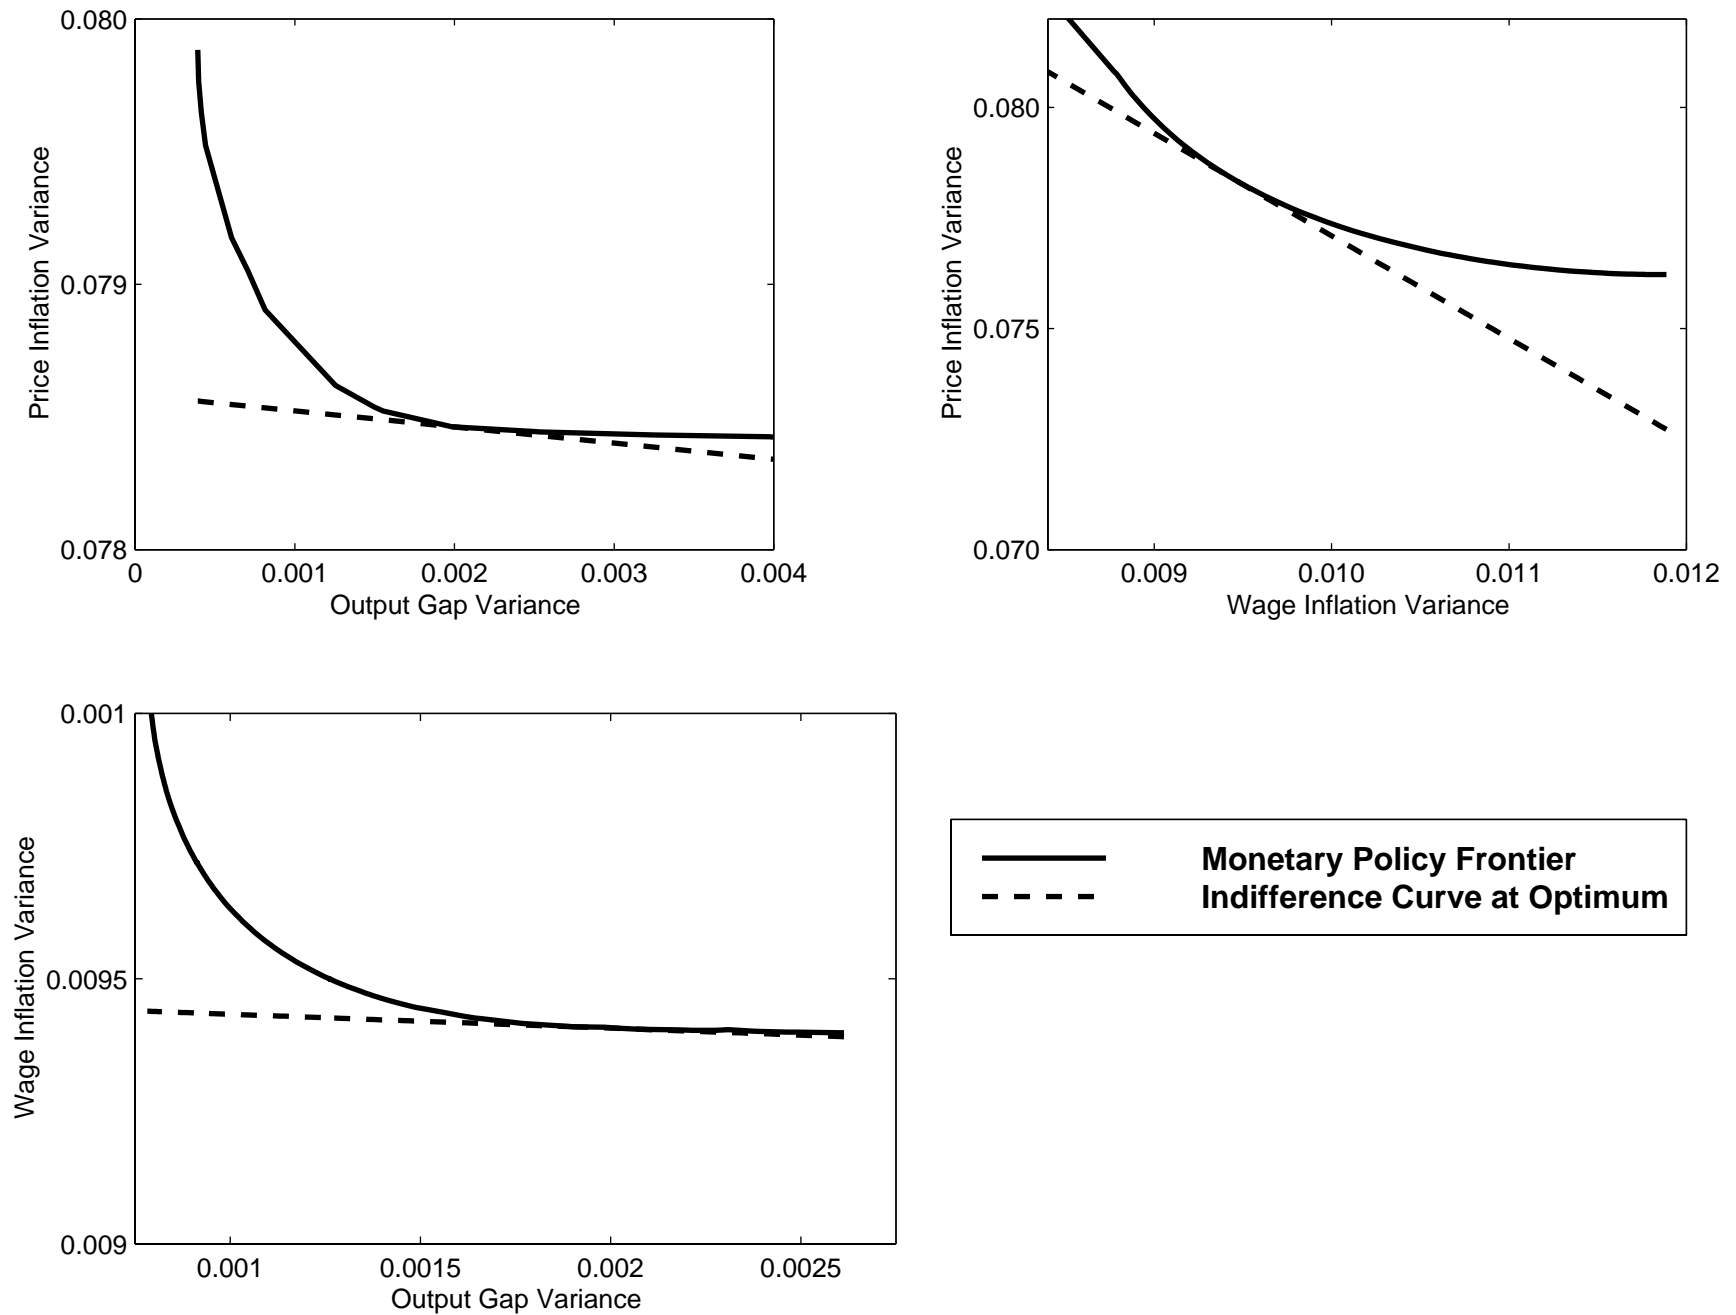 0.080
0.079
0.078
Price Inflation Variance
0
0.001
0.002
0.003
0.004
Output Gap Variance
0.080
0.075
0.070
Price Inflation Variance
0.009
0.010
0.011
0.012
Wage Inflation Variance
0.001
0.0095
0.009
Wage Inflation Variance
0.001
0.0015
0.002
0.0025
Output Gap Variance
Monetary Policy Frontier
Indifference Curve at Optimum